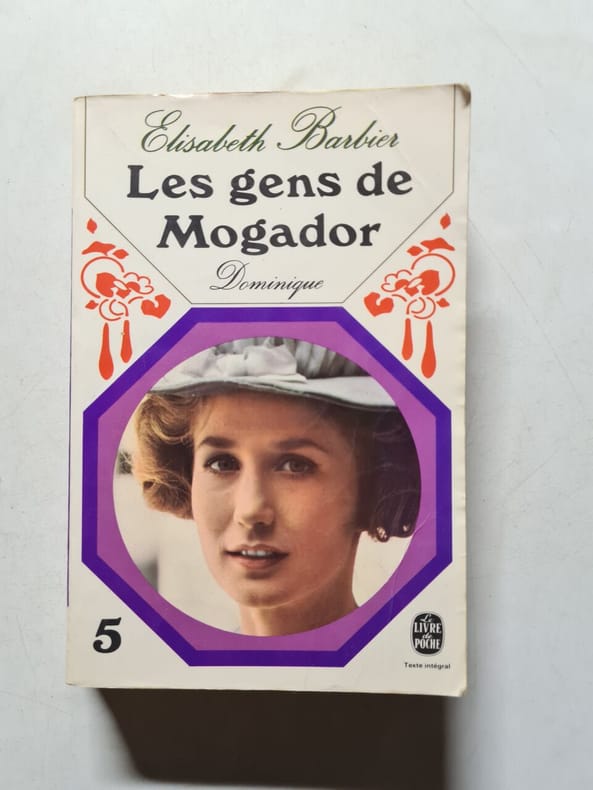 Elisabeth Barbier
Les gens de
Mogador
Dominique
5
Le
LIVRE
de
POCHE
Texte intégral